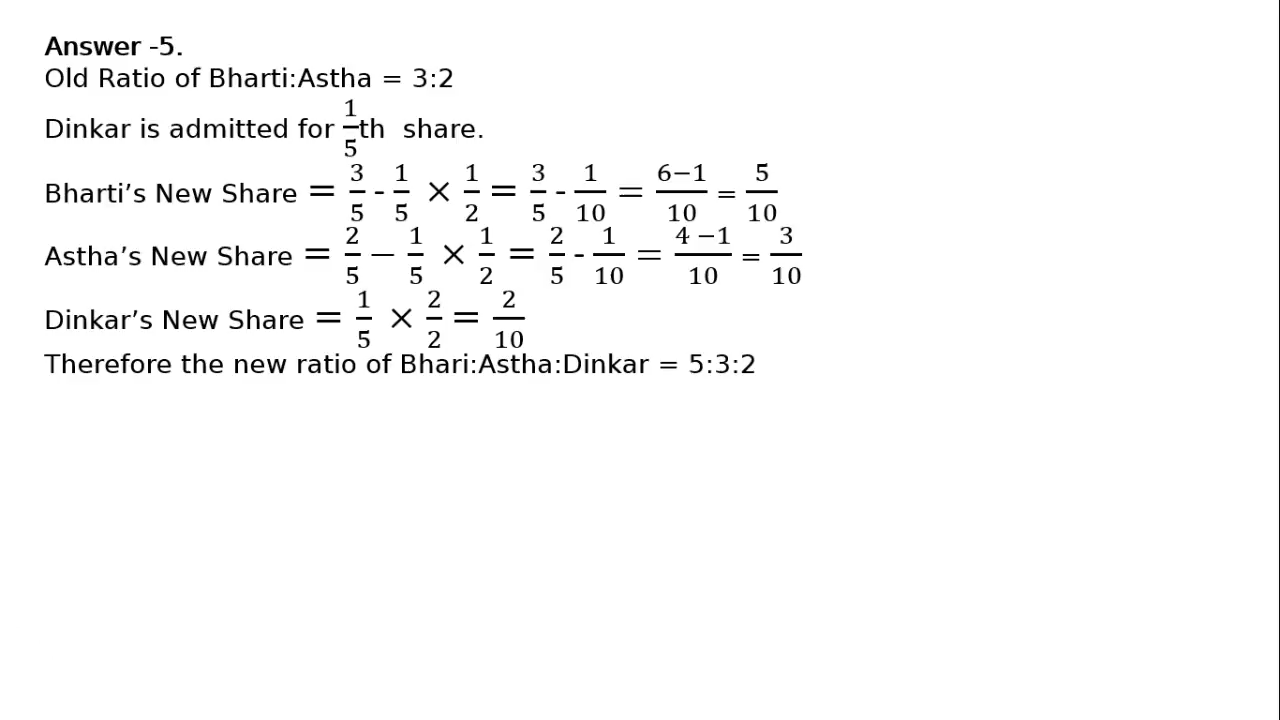 Answer -5.
Old Ratio of Bharti:Astha = 3:2
Dinkar is admitted for 1/5th share.
Bharti’s New Share = 3/5 - 1/5 × 1/2 = 3/5 - 1/10 = 6−1/10 = 5/10
Astha’s New Share = 2/5 − 1/5 × 1/2 = 2/5 - 1/10 = 4 −1/10 = 3/10
Dinkar’s New Share = 1/5 × 2/2 = 2/10
Therefore the new ratio of Bhari:Astha:Dinkar = 5:3:2